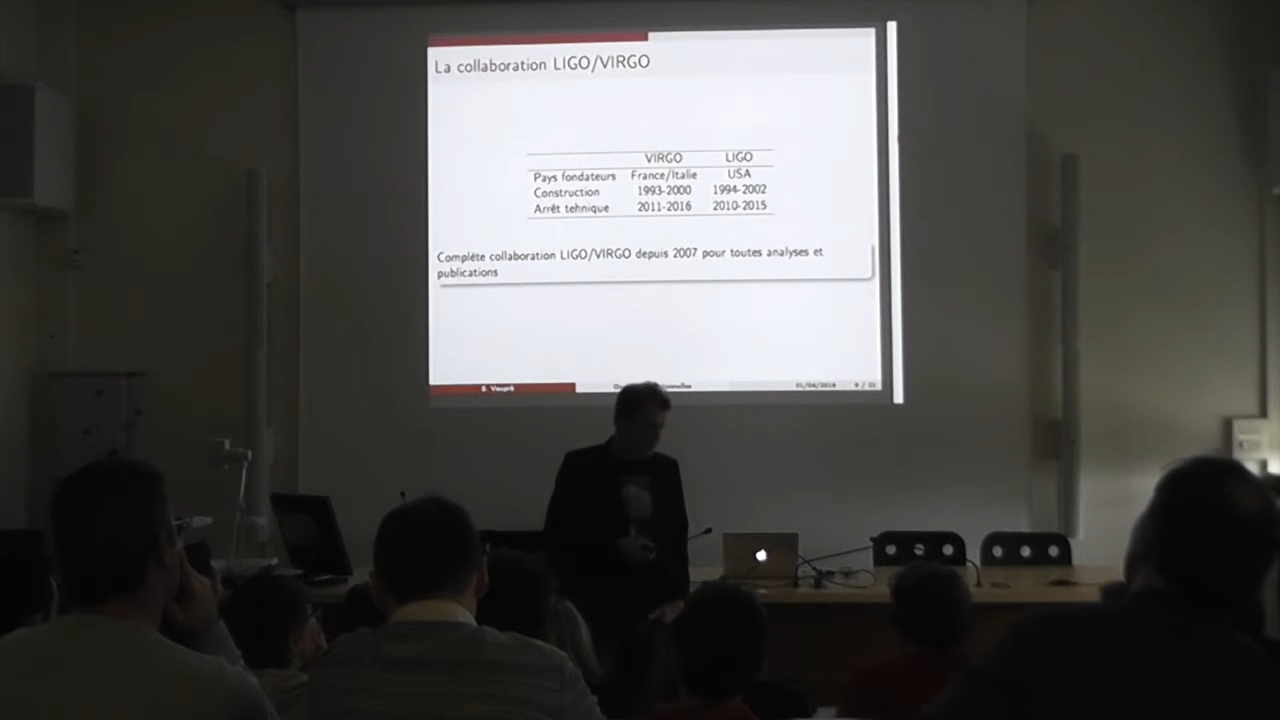 La collaboration LIGO/VIRGO
VIRGO LIGO
Pays fondateurs France/Italie USA
Construction 1993-2000 1994-2002
Arrêt tehnique 2011-2016 2010-2015
Complète collaboration LIGO/VIRGO depuis 2007 pour toutes analyses et
publications